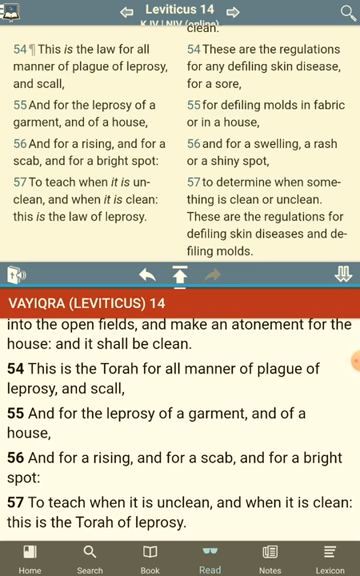 Leviticus 14
KJV | NIV (online)
54¶ This is the law for all
manner of plague of leprosy,
and scall,
55 And for the leprosy of a
garment, and of a house,
56 And for a rising, and for a
scab, and for a bright spot:
57 To teach when it is un-
clean, and when it is clean:
this is the law of leprosy.
clean.
54 These are the regulations
for any defiling skin disease,
for a sore,
55 for defiling molds in fabric
or in a house,
56 and for a swelling, a rash
or a shiny spot,
57 to determine when some-
thing is clean or unclean.
These are the regulations for
defiling skin diseases and de-
filing molds.
VAYIQRA (LEVITICUS) 14
into the open fields, and make an atonement for the
house: and it shall be clean.
54 This is the Torah for all manner of plague of
leprosy, and scall,
55 And for the leprosy of a garment, and of a
house,
56 And for a rising, and for a scab, and for a bright
spot:
57 To teach when it is unclean, and when it is clean:
this is the Torah of leprosy.
Home
Search
Book
Read
Notes
Lexicon